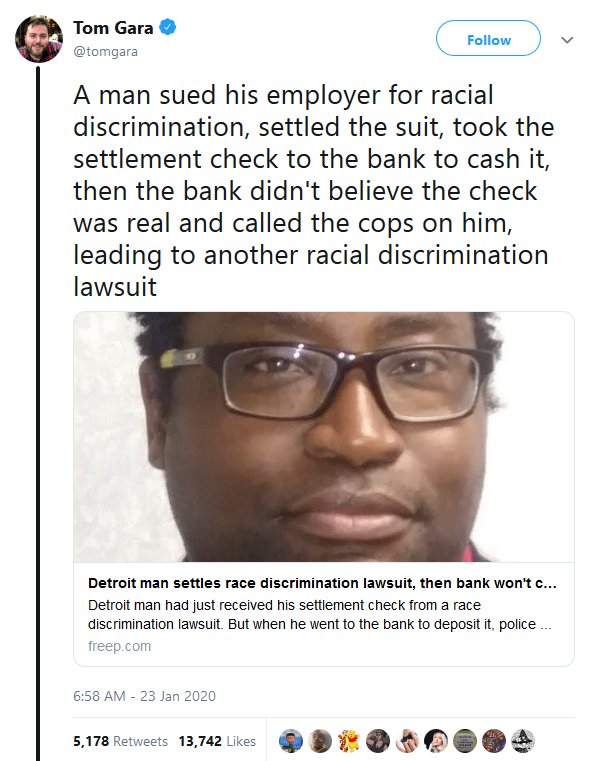 Tom Gara
@tomgara
Follow
A man sued his employer for racial
discrimination, settled the suit, took the
settlement check to the bank to cash it,
then the bank didn't believe the check
was real and called the cops on him,
leading to another racial discrimination
lawsuit
Detroit man settles race discrimination lawsuit, then bank won't c...
Detroit man had just received his settlement check from a race
discrimination lawsuit. But when he went to the bank to deposit it, police ...
freep.com
6:58 AM - 23 Jan 2020
5,178 Retweets 13,742 Likes